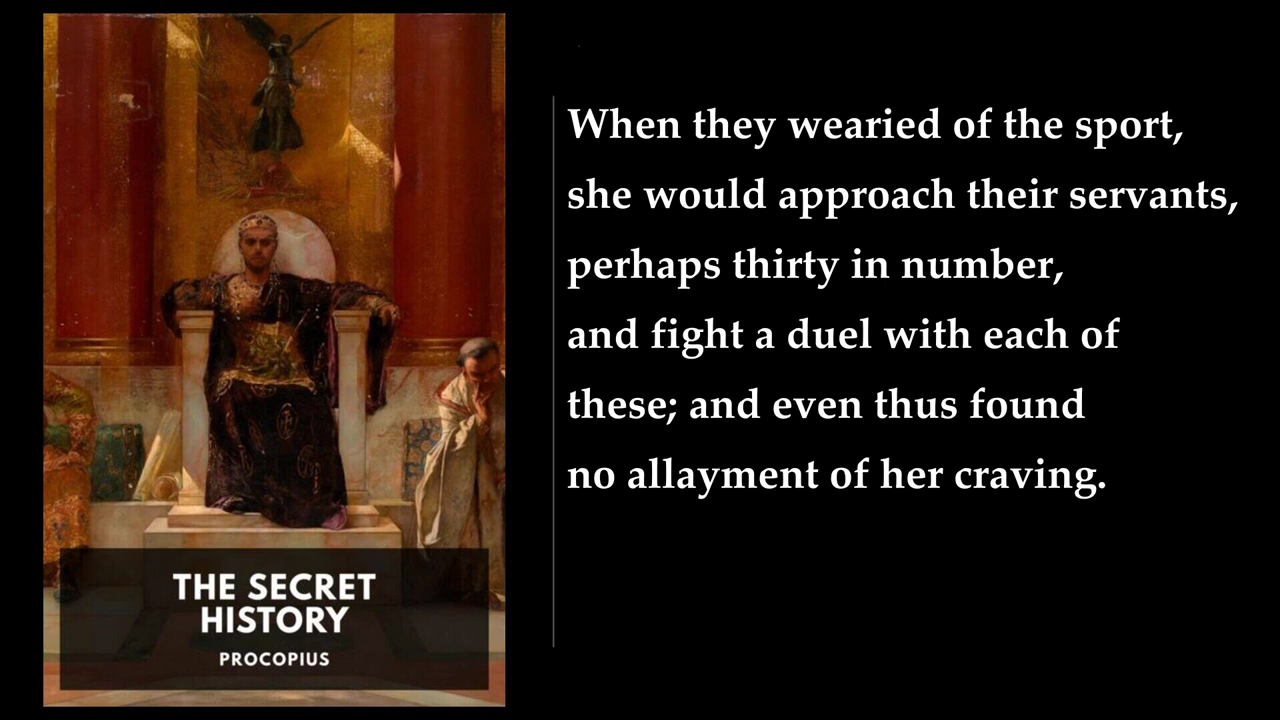 THE SECRET
HISTORY
PROCOPIUS
When they wearied of the sport,
she would approach their servants,
perhaps thirty in number,
and fight a duel with each of
these; and even thus found
no allayment of her craving.